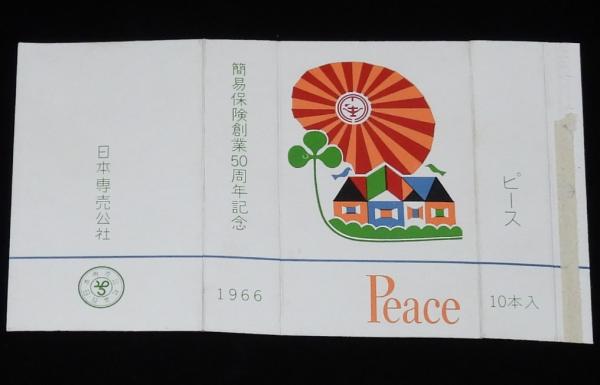 日本専売公社
簡易保険創業50周年記念
1966
Peace
ピース
10本入